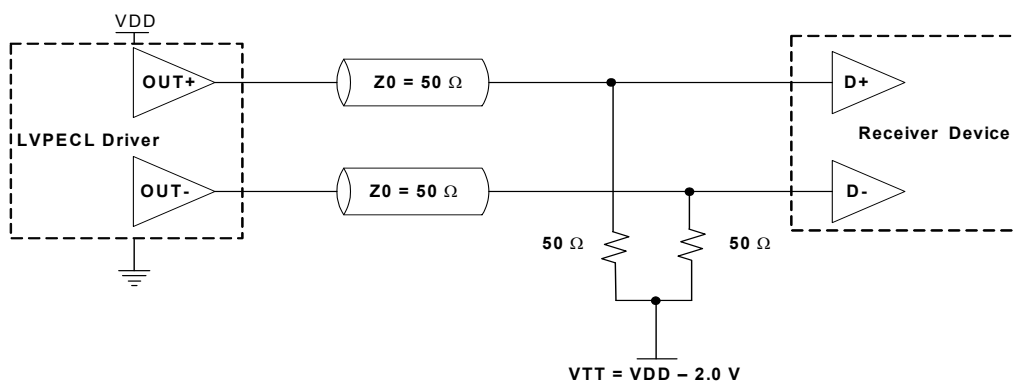 VDD
OUT+
Z0 = 50 Ω
D+
LVPECL Driver
Receiver Device
OUT-
Z0 = 50 Ω
D-
50 Ω
50 Ω
VTT = VDD – 2.0 V